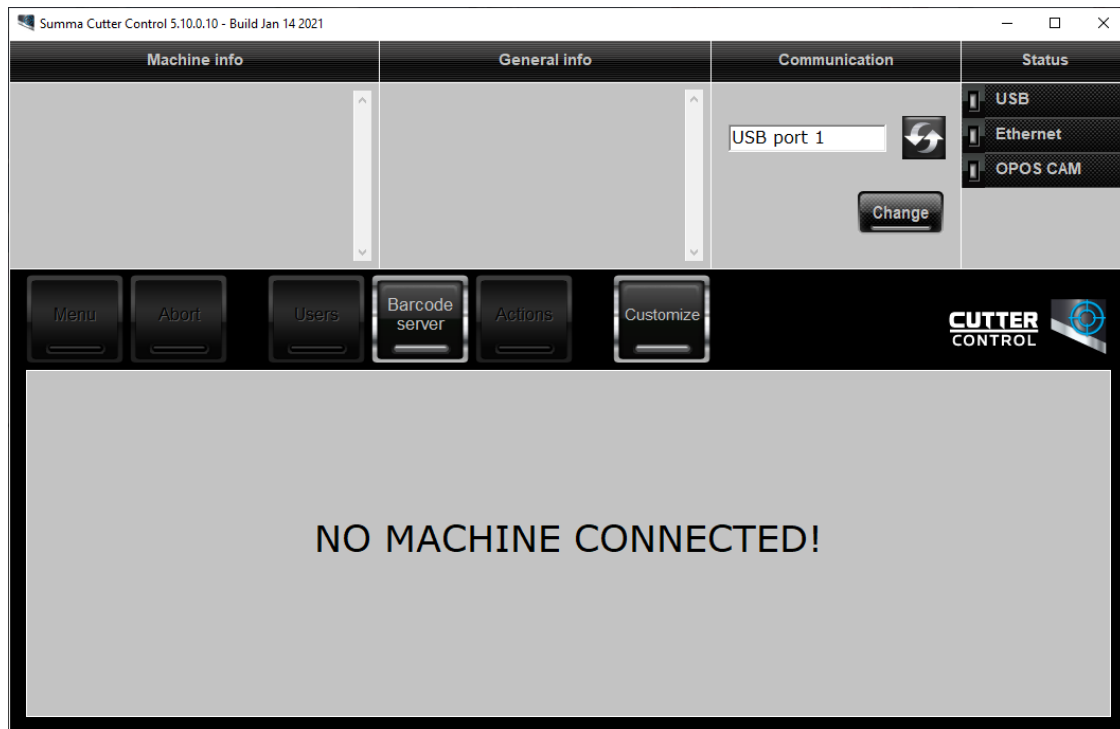 Summa Cutter Control 5.10.0.10 - Build Jan 14 2021
Machine info
General info
Communication
Status
USB port 1
Change
USB
Ethernet
OPOS CAM
Menu
Abort
Users
Barcode
server
Actions
Customize
CUTTER
CONTROL
NO MACHINE CONNECTED!